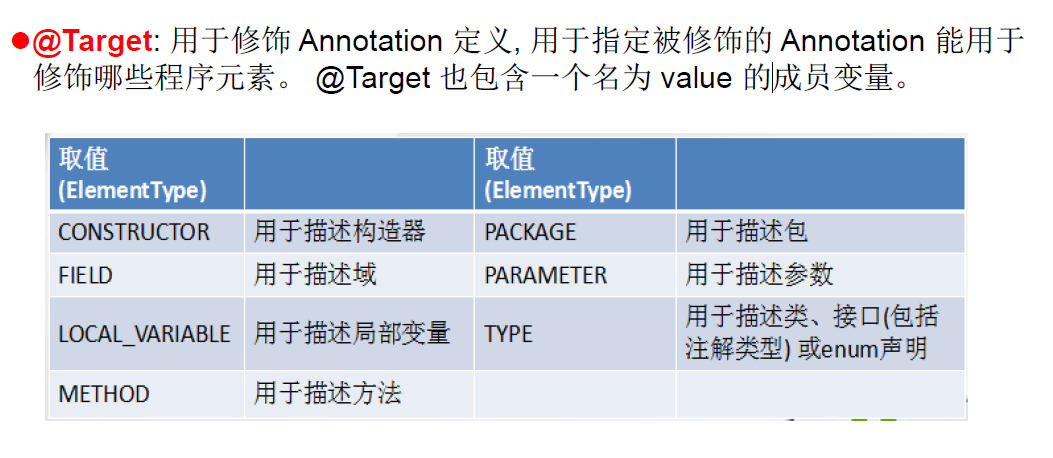 ●@Target: 用于修饰 Annotation 定义, 用于指定被修饰的 Annotation 能用于
修饰哪些程序元素。 @Target 也包含一个名为 value 的成员变量。
取值
(ElementType)
取值
(ElementType)
CONSTRUCTOR 用于描述构造器 PACKAGE 用于描述包
FIELD 用于描述域 PARAMETER 用于描述参数
LOCAL_VARIABLE 用于描述局部变量 TYPE 用于描述类、接口(包括
注解类型) 或enum声明
METHOD 用于描述方法